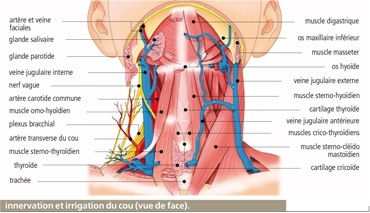 artère et veine
faciales
glande salivaire
glande parotide
veine jugulaire interne
nerf vague
artère carotide commune
muscle omo-hyoïdien
plexus bracchial
artère transverse du cou
muscle sterno-thyroïdien
thyroïde
trachée
muscle digastrique
os maxillaire inférieur
muscle masseter
os hyoïde
veine jugulaire externe
muscle sterno-hyoïdien
cartilage thyroïde
veine jugulaire antérieure
muscles crico-thyroïdiens
muscle sterno-cléïdo
mastoïdien
cartilage cricoïde
innervation et irrigation du cou (vue de face).